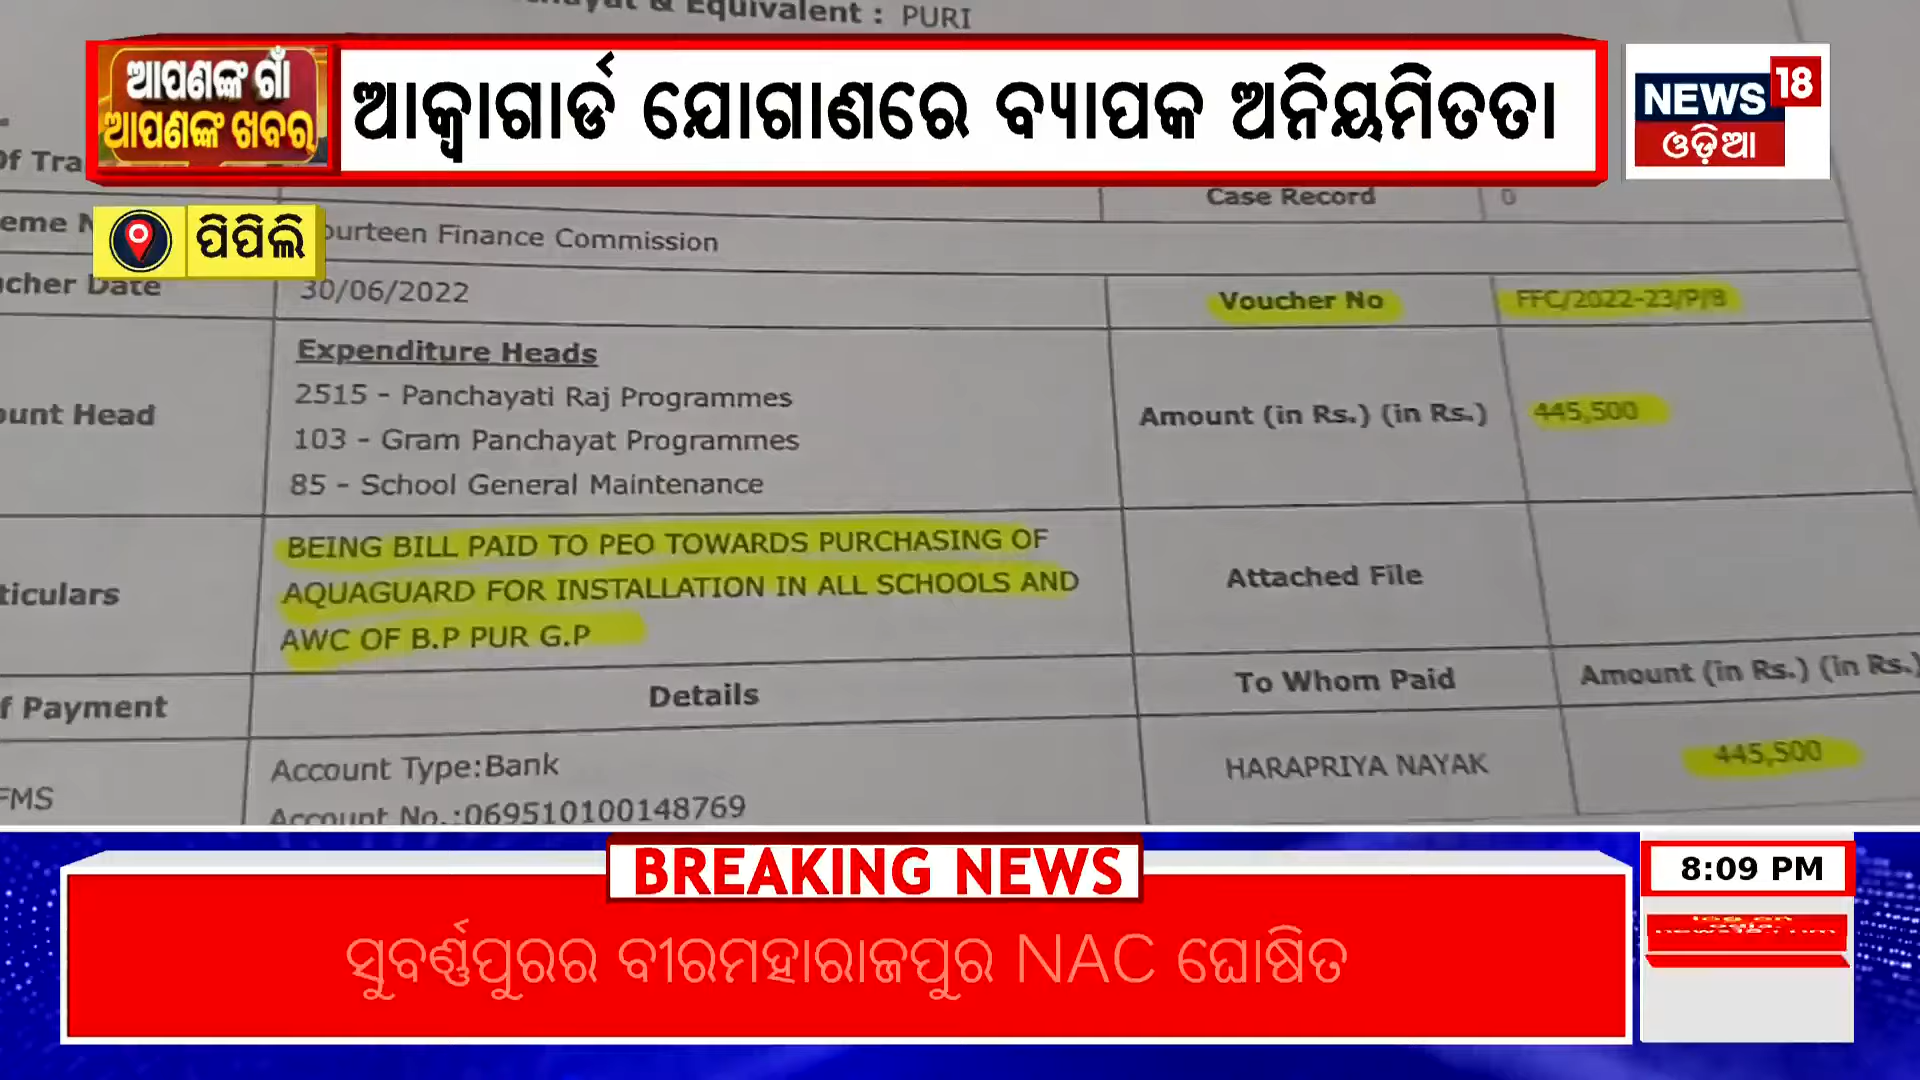 & Equivalent : PURI
ଆପଣଙ୍କ ଗାଁ
ଆପଣଙ୍କ ଖବର
ଆକ୍ୱାଗାର୍ଡ ଯୋଗାଣରେ ବ୍ୟାପକ ଅନିୟମିତତା
NEWS 18
ଓଡ଼ିଆ
Of Tra
Case Record 0
eme N
ପିପିଲି
ourteen Finance Commission
cher Date 30/06/2022 Voucher No FFC/2022-23/P/8
Expenditure Heads
2515 - Panchayati Raj Programmes
103 - Gram Panchayat Programmes
85 - School General Maintenance
ount Head
Amount (in Rs.) (in Rs.) 445,500
BEING BILL PAID TO PEO TOWARDS PURCHASING OF
AQUAGUARD FOR INSTALLATION IN ALL SCHOOLS AND
AWC OF B.P PUR G.P
ticulars
Attached File
f Payment Details To Whom Paid Amount (in Rs.) (in Rs.)
FMS
Account Type:Bank
Account No.:069510100148769
HARAPRIYA NAYAK 445,500
BREAKING NEWS
ସୁବର୍ଣ୍ଣପୁରର ବୀରମହାରାଜପୁର NAC ଘୋଷିତ
8:09 PM